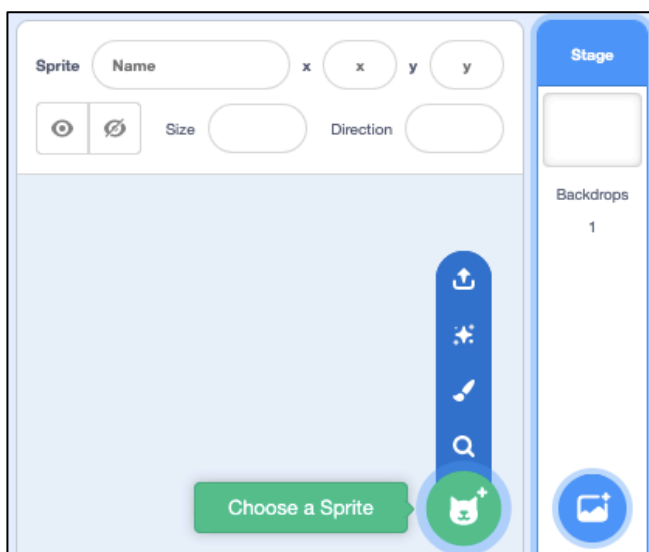 Sprite Name x x y y
Size Direction
Stage
Backdrops
1
Choose a Sprite